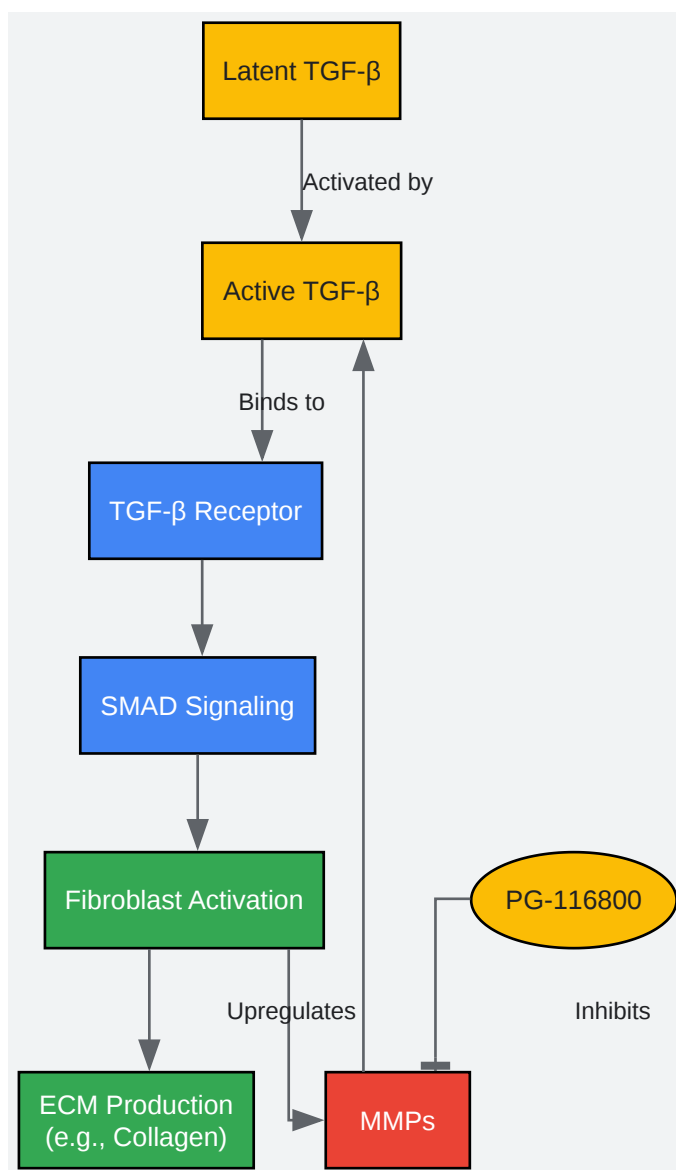 Latent TGF-β
Activated by
Active TGF-β
Binds to
TGF-β Receptor
SMAD Signaling
Fibroblast Activation
PG-116800
Upregulates
Inhibits
ECM Production
(e.g., Collagen)
MMPs